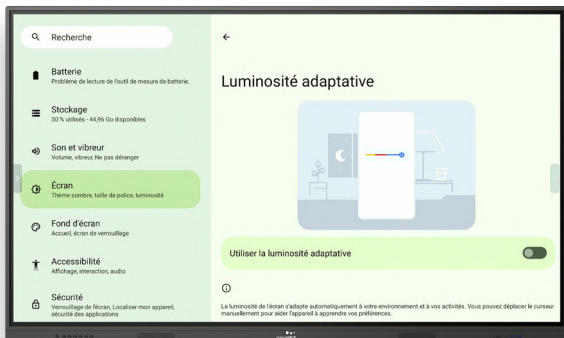 Recherche
Batterie
Problème de lecture de l'outil de mesure de batterie.
Stockage
30 % utilisés - 44,96 Go disponibles
Son et vibreur
Volume, vibreur, Ne pas déranger
Écran
Thème sombre, taille de police, luminosité
Fond d'écran
Accueil, écran de verrouillage
Accessibilité
Affichage, interaction, audio
Sécurité
Verrouillage de l'écran, Localiser mon appareil,
sécurité des applications
Luminosité adaptative
Utiliser la luminosité adaptative
La luminosité de l'écran s'adapte automatiquement à votre environnement et à vos activités. Vous pouvez déplacer le curseur
manuellement pour aider l'appareil à apprendre vos préférences.